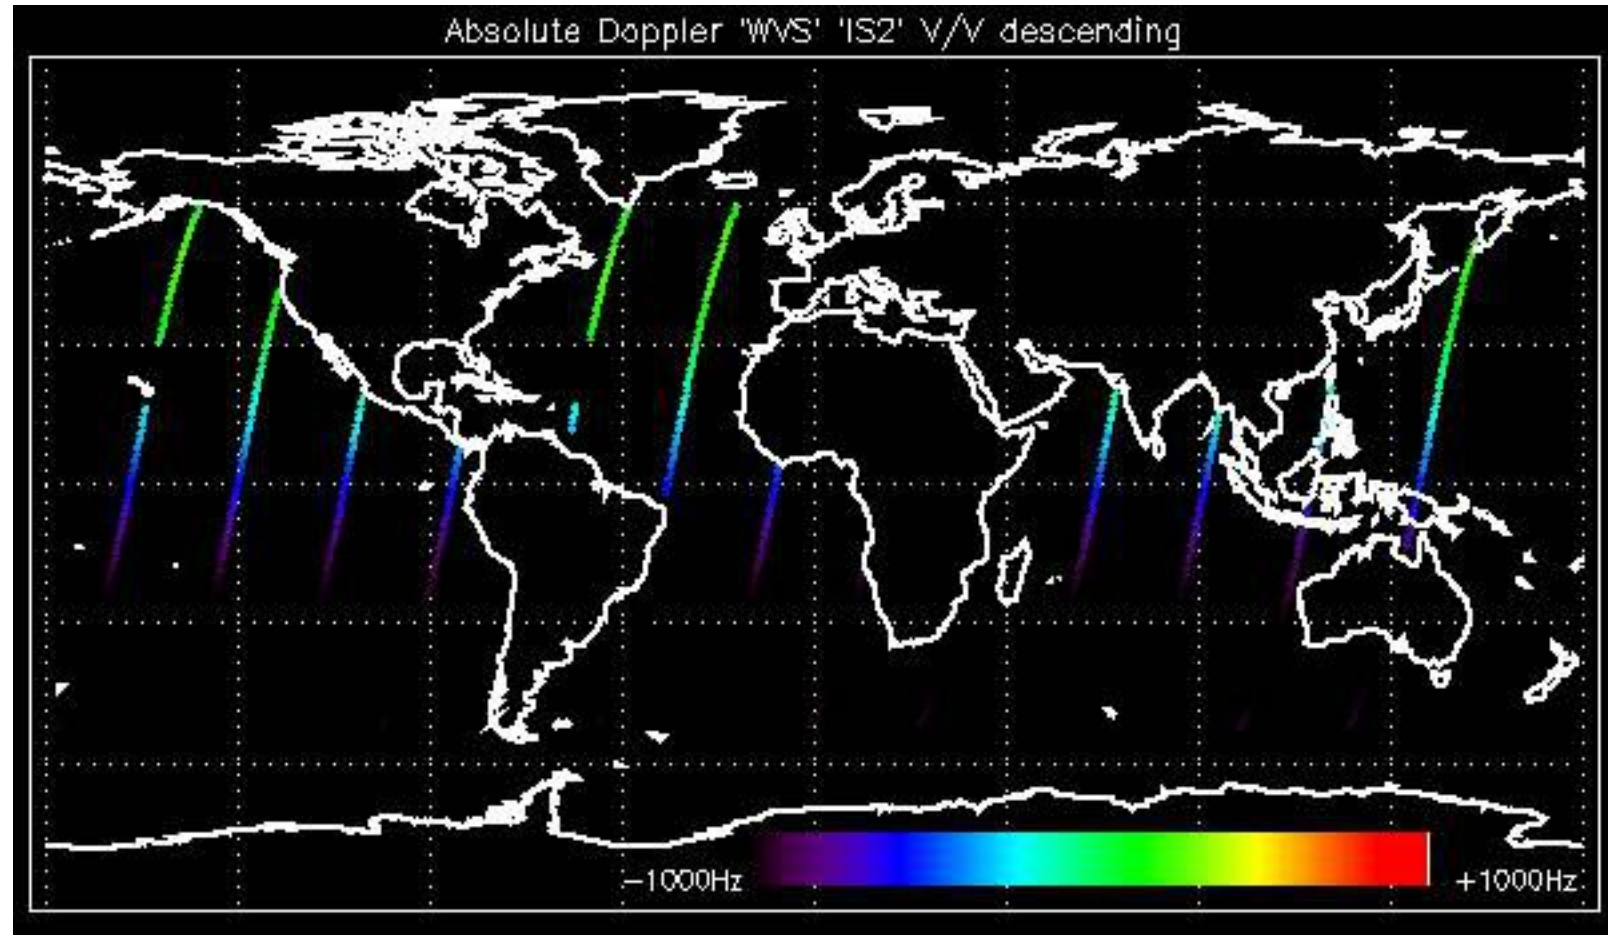 Absolute Doppler 'WVS' 'IS2' V/V descending
−1000Hz
+1000Hz